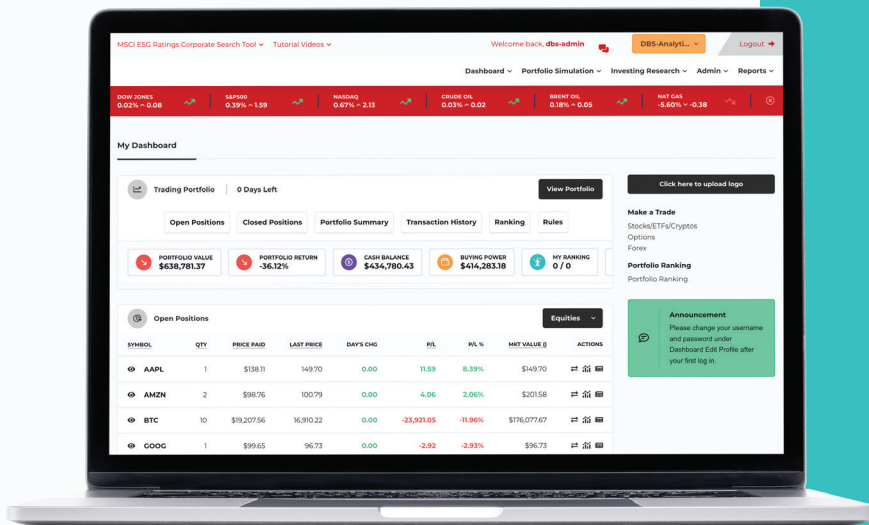 MSCI ESG Ratings Corporate Search Tool Tutorial Videos Welcome back, dbs-admin DBS-Analyti... Logout
Dashboard Portfolio Simulation Investing Research Admin Reports
DOW JONES S&P500 NASDAQ CRUDE OIL BRENT OIL NAT GAS
0.02% ^ 0.08 0.39% ^ 1.59 0.67% ^ 2.13 0.03% ^ 0.02 0.18% ^ 0.05 -5.60% -0.38
My Dashboard
Trading Portfolio | 0 Days Left View Portfolio
Open Positions Closed Positions Portfolio Summary Transaction History Ranking Rules
PORTFOLIO VALUE PORTFOLIO RETURN CASH BALANCE BUYING POWER MY RANKING
$638,781.37 -36.12% $434,780.43 $414,283.18 0 / 0
Open Positions Equities
SYMBOL QTY PRICE PAID LAST PRICE DAY'S CHG P/L P/L % MKT VALUE () ACTIONS
AAPL 1 $138.11 149.70 0.00 11.59 8.39% $149.70
AMZN 2 $98.76 100.79 0.00 4.06 2.06% $201.58
BTC 10 $19,207.56 16,910.22 0.00 -23,921.05 -11.96% $176,077.67
GOOG 1 $99.65 96.73 0.00 -2.92 -2.93% $96.73
Click here to upload logo
Make a Trade
Stocks/ETFs/Cryptos
Options
Forex
Portfolio Ranking
Portfolio Ranking
Announcement
Please change your username
and password under
Dashboard Edit Profile after
your first log in.